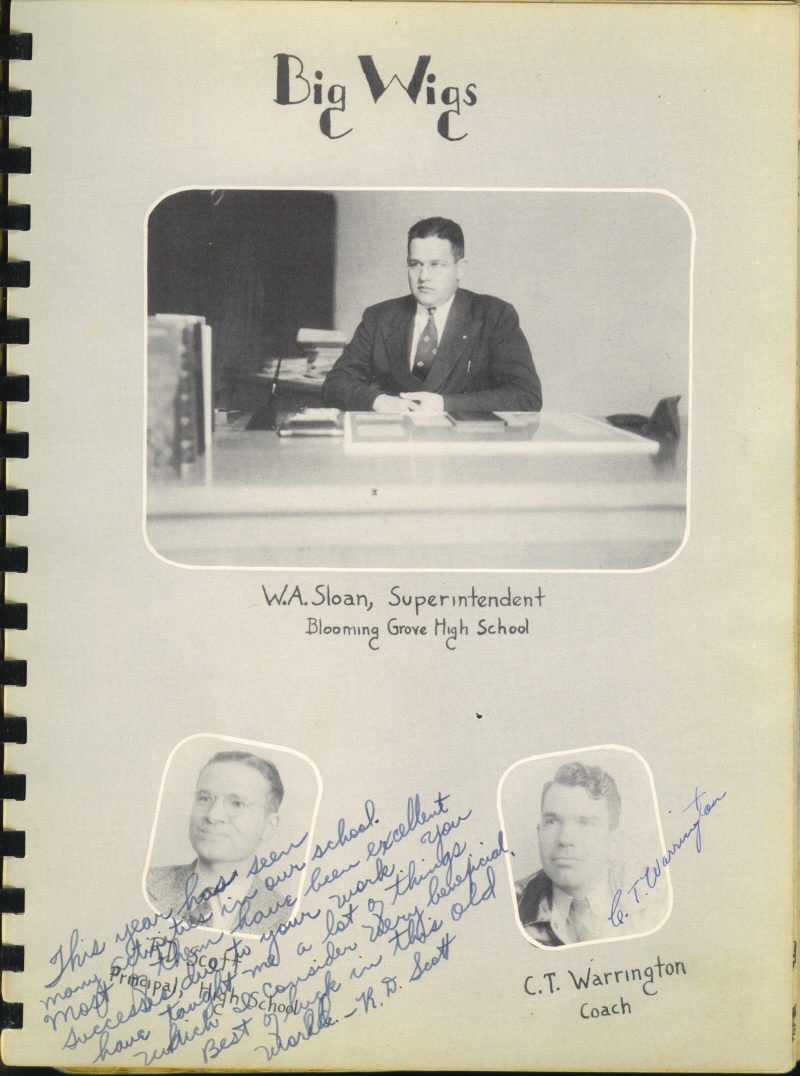 Big Wigs
W.A. Sloan, Superintendent
Blooming Grove High School
This year has seen
many activities in our school.
Most of them have been excellent
successes due to your work. You
have taught me a lot of things
which I consider very beneficial.
Best of luck in this old
world. - R. D. Scott
R.D. Scott
Principal, High School
C. T. Warrington
C.T. Warrington
Coach